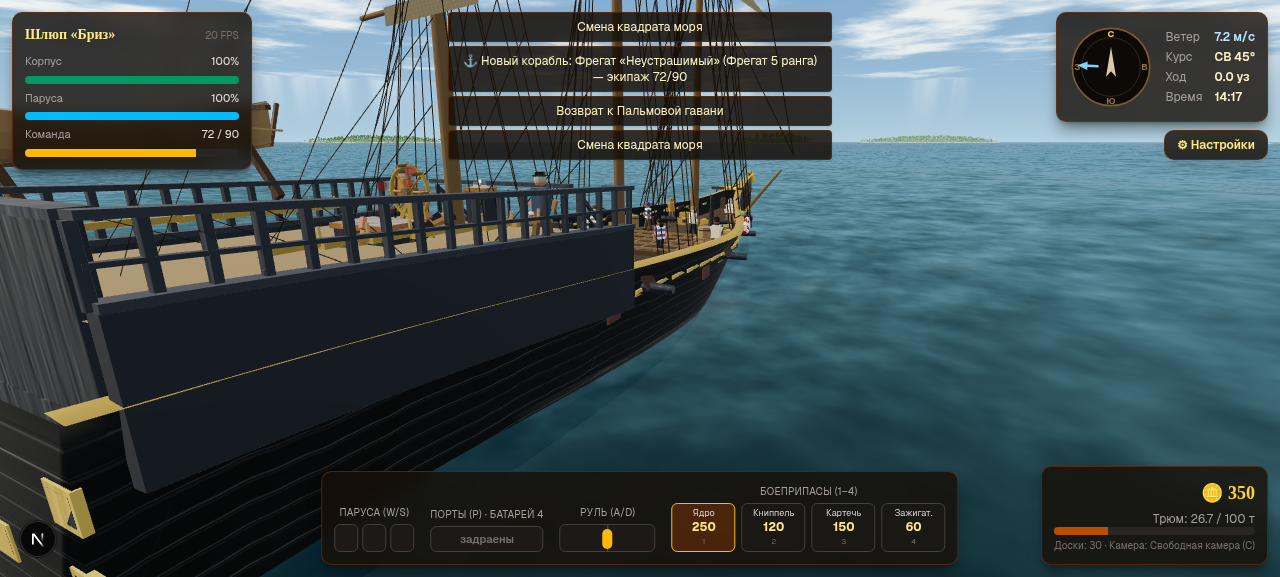 Шлюп «Бриз»
20 FPS
Корпус 100%
Паруса 100%
Команда 72 / 90
Смена квадрата моря
⚓ Новый корабль: Фрегат «Неустрашимый» (Фрегат 5 ранга)
— экипаж 72/90
Возврат к Пальмовой гавани
Смена квадрата моря
С
З
В
Ю
Ветер 7.2 м/с
Курс СВ 45°
Ход 0.0 уз
Время 14:17
⚙ Настройки
N
ПАРУСА (W/S)
ПОРТЫ (P) · БАТАРЕЙ 4
задраены
РУЛЬ (A/D)
БОЕПРИПАСЫ (1–4)
Ядро
250
1
Книппель
120
2
Картечь
150
3
Зажигат.
60
4
🪙 350
Трюм: 26.7 / 100 т
Доски: 30 · Камера: Свободная камера (C)